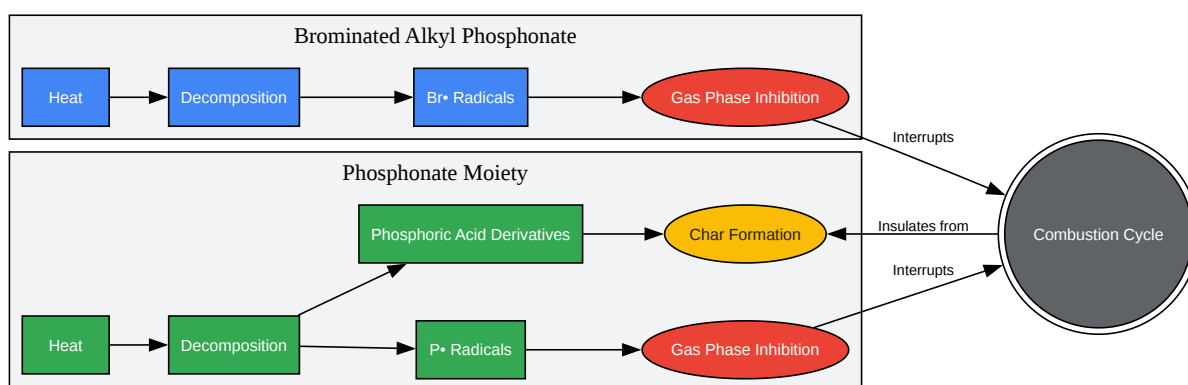 Brominated Alkyl Phosphonate
Heat
Decomposition
Br• Radicals
Gas Phase Inhibition
Interrupts
Phosphonate Moiety
Phosphoric Acid Derivatives
Char Formation
Insulates from
Combustion Cycle
Interrupts
Heat
Decomposition
P• Radicals
Gas Phase Inhibition